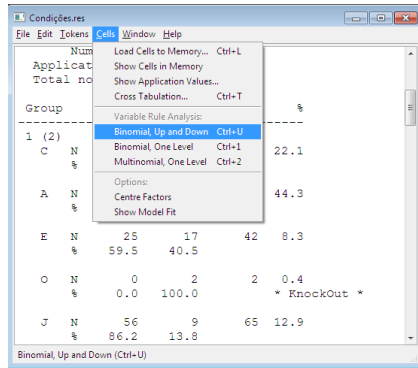 Condições.res
File Edit Tokens Cells Window Help
Num
Applicat
Total no
Group %
1 (2)
C N 22.1
%
A N 44.3
%
E N 25 17 42 8.3
% 59.5 40.5
O N 0 2 2 0.4
% 0.0 100.0 * KnockOut *
J N 56 9 65 12.9
% 86.2 13.8
Load Cells to Memory... Ctrl+L
Show Cells in Memory
Show Application Values...
Cross Tabulation... Ctrl+T
Variable Rule Analysis:
Binomial, Up and Down Ctrl+U
Binomial, One Level Ctrl+1
Multinomial, One Level Ctrl+2
Options:
Centre Factors
Show Model Fit
Binomial, Up and Down (Ctrl+U)